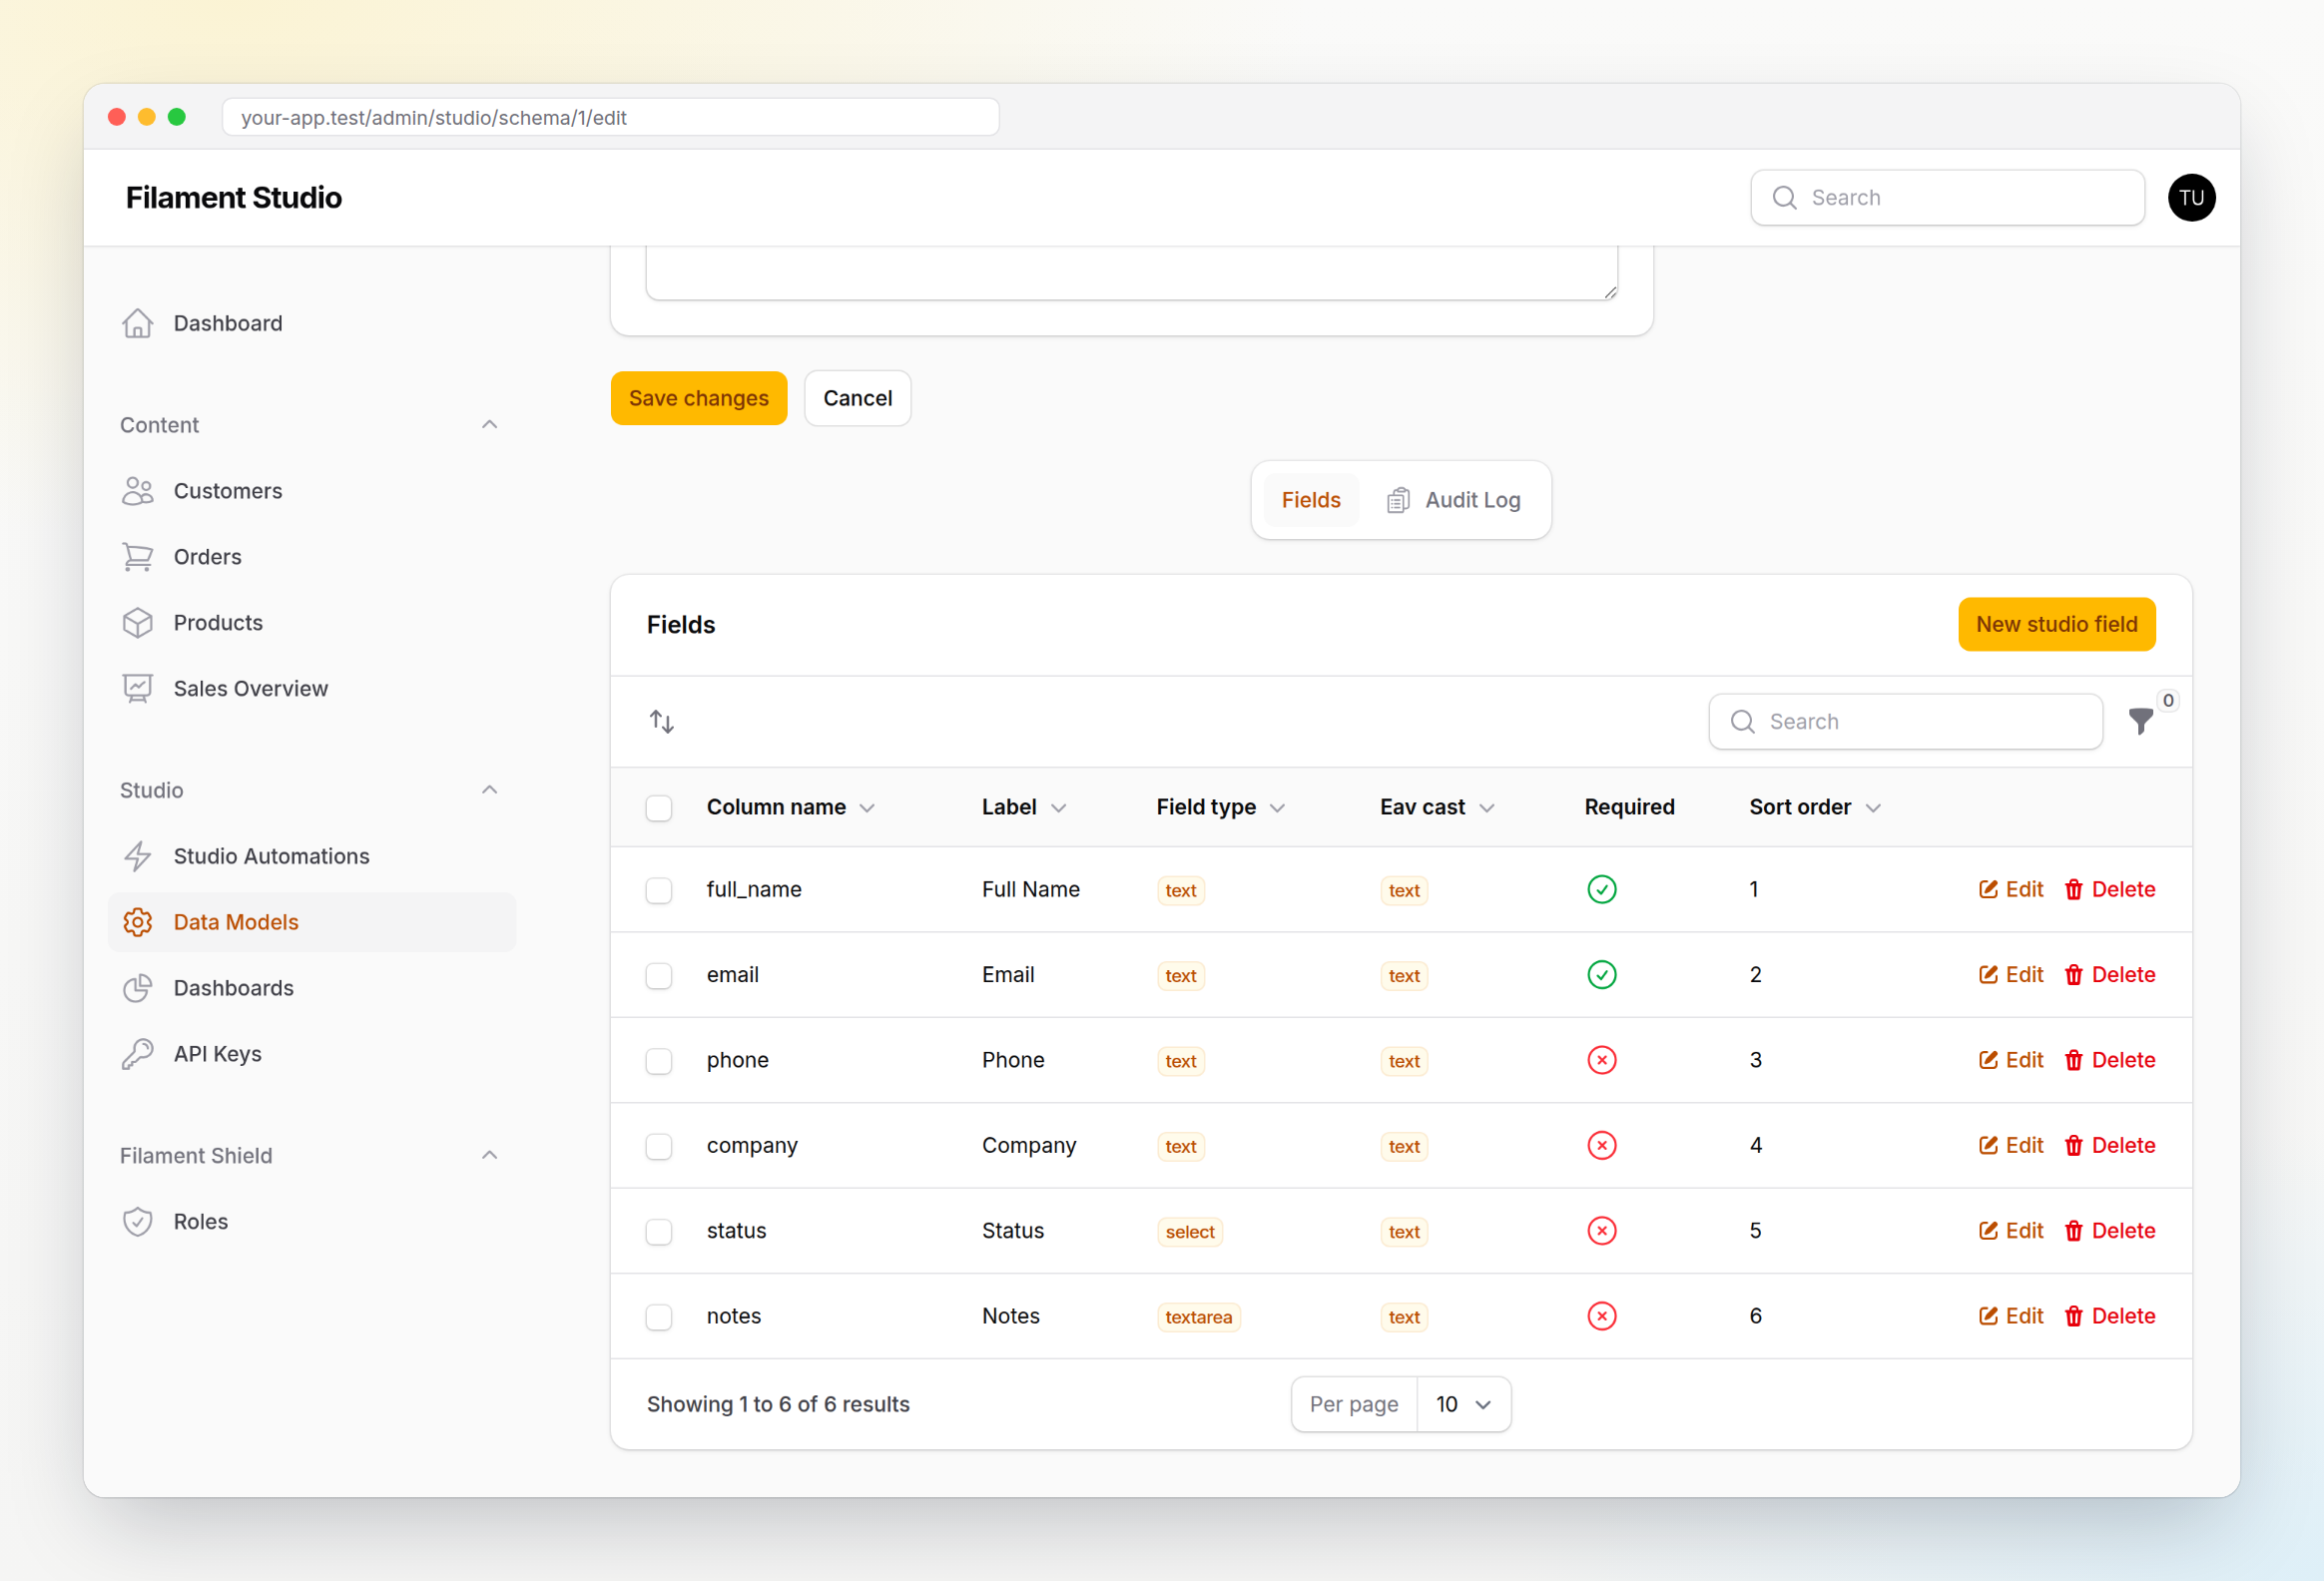 your-app.test/admin/studio/schema/1/edit
Filament Studio
Search
TU
Dashboard
Content
Customers
Orders
Products
Sales Overview
Studio
Studio Automations
Data Models
Dashboards
API Keys
Filament Shield
Roles
Save changes Cancel
Fields Audit Log
Fields New studio field
Search 0
Column name Label Field type Eav cast Required Sort order
full_name Full Name text text 1 Edit Delete
email Email text text 2 Edit Delete
phone Phone text text 3 Edit Delete
company Company text text 4 Edit Delete
status Status select text 5 Edit Delete
notes Notes textarea text 6 Edit Delete
Showing 1 to 6 of 6 results Per page 10